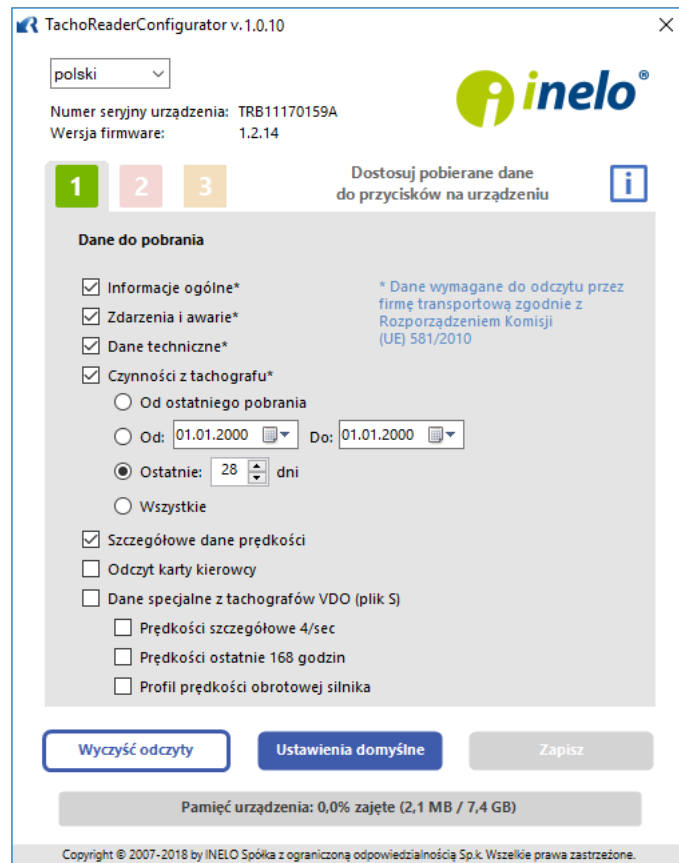 TachoReaderConfigurator v.1.0.10
polski
inelo®
Numer seryjny urządzenia: TRB11170159A
Wersja firmware: 1.2.14
1 2 3
Dostosuj pobierane dane
do przycisków na urządzeniu
i
Dane do pobrania
Informacje ogólne*
Zdarzenia i awarie*
Dane techniczne*
* Dane wymagane do odczytu przez
firmę transportową zgodnie z
Rozporządzeniem Komisji
(UE) 581/2010
Czynności z tachografu*
Od ostatniego pobrania
Od: 01.01.2000 Do: 01.01.2000
Ostatnie: 28 dni
Wszystkie
Szczegółowe dane prędkości
Odczyt karty kierowcy
Dane specjalne z tachografów VDO (plik S)
Prędkości szczegółowe 4/sec
Prędkości ostatnie 168 godzin
Profil prędkości obrotowej silnika
Wyczyść odczyty
Ustawienia domyślne
Zapisz
Pamięć urządzenia: 0,0% zajęte (2,1 MB / 7,4 GB)
Copyright © 2007-2018 by INELO Spółka z ograniczoną odpowiedzialnością Sp.k. Wszelkie prawa zastrzeżone.